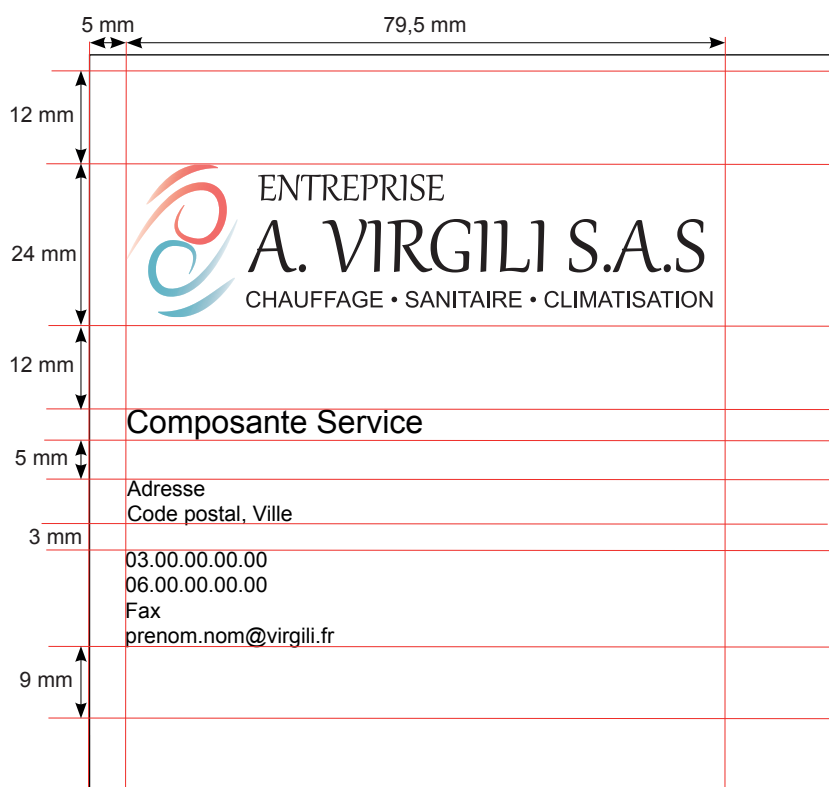 5 mm
79,5 mm
12 mm
24 mm
ENTREPRISE
A. VIRGILI S.A.S
CHAUFFAGE • SANITAIRE • CLIMATISATION
12 mm
Composante Service
5 mm
Adresse
Code postal, Ville
3 mm
03.00.00.00.00
06.00.00.00.00
Fax
prenom.nom@virgili.fr
9 mm